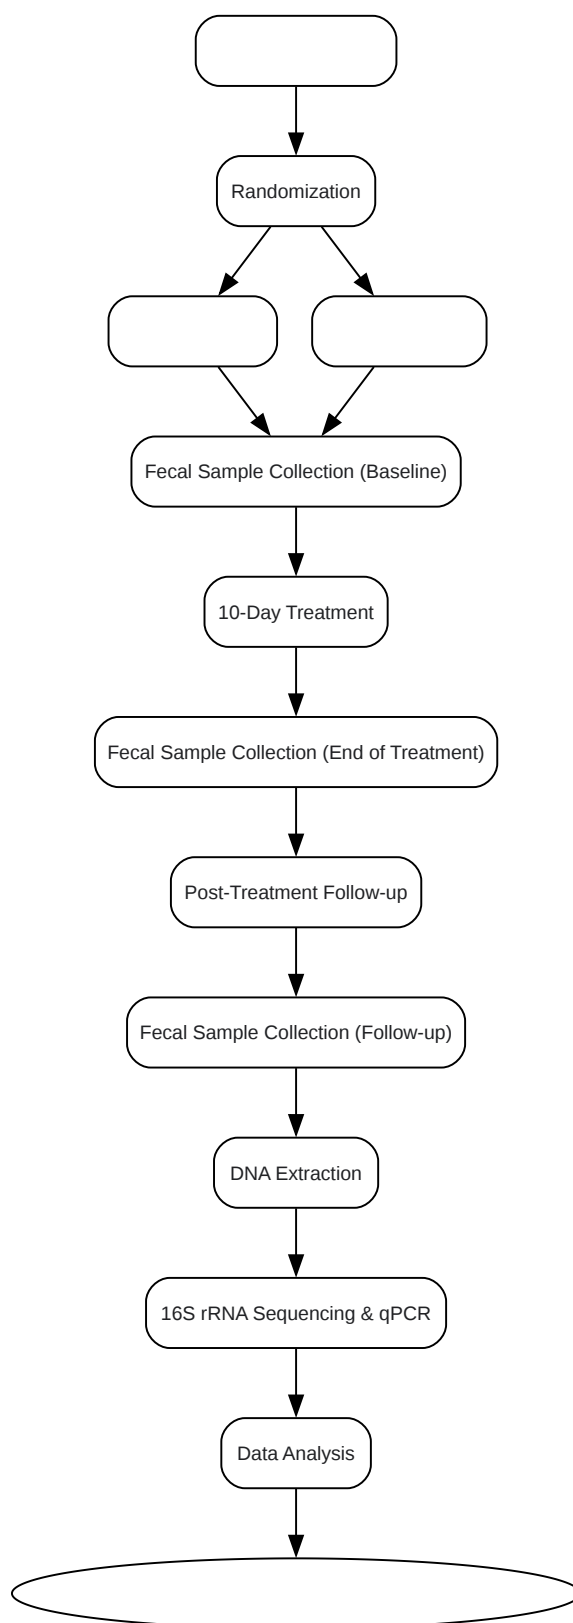 Randomization
Fecal Sample Collection (Baseline)
10-Day Treatment
Fecal Sample Collection (End of Treatment)
Post-Treatment Follow-up
Fecal Sample Collection (Follow-up)
DNA Extraction
16S rRNA Sequencing & qPCR
Data Analysis